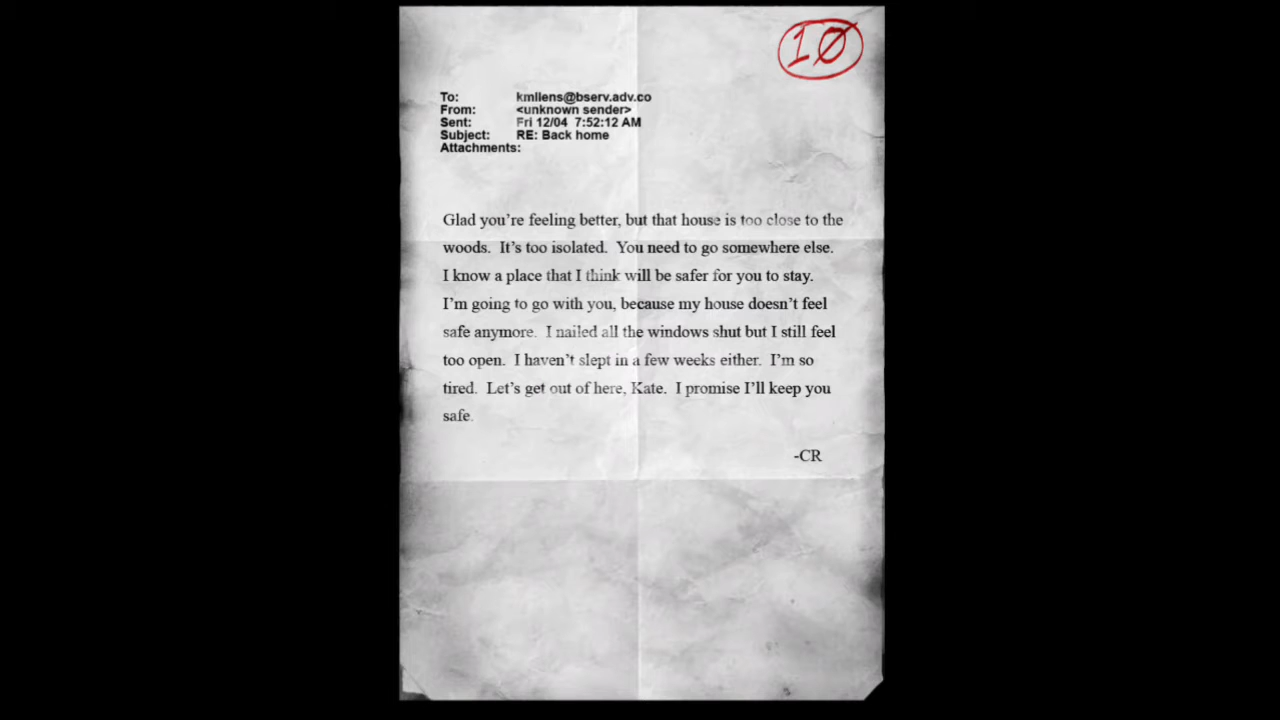 10
To: kmllens@bserv.adv.co
From: <unknown sender>
Sent: Fri 12/04 7:52:12 AM
Subject: RE: Back home
Attachments:
Glad you’re feeling better, but that house is too close to the
woods. It’s too isolated. You need to go somewhere else.
I know a place that I think will be safer for you to stay.
I’m going to go with you, because my house doesn’t feel
safe anymore. I nailed all the windows shut but I still feel
too open. I haven’t slept in a few weeks either. I’m so
tired. Let’s get out of here, Kate. I promise I’ll keep you
safe.
-CR